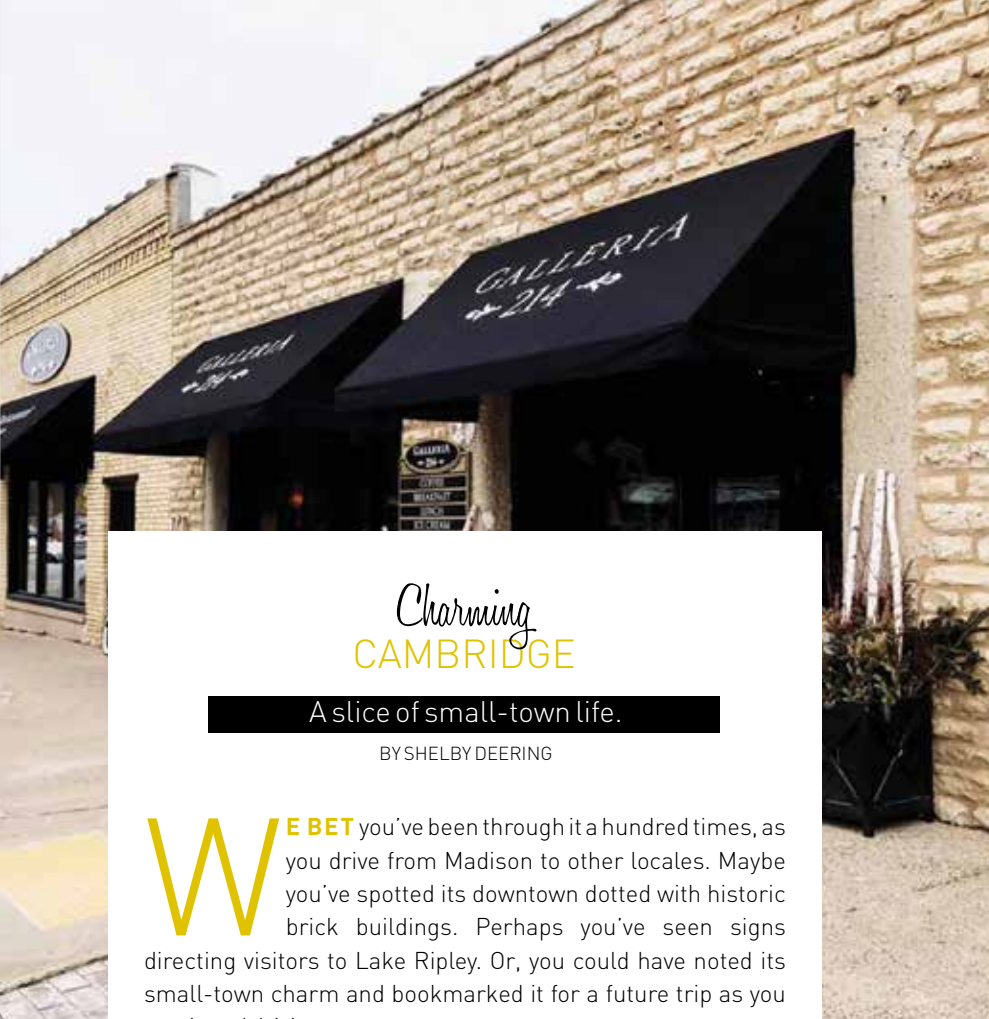 GALLERIA
214
GALLERIA
214
GALLERIA
214
COFFEE
BREAKFAST
LUNCH
ICE CREAM
Charming
CAMBRIDGE
A slice of small-town life.
BY SHELBY DEERING
WE BET you've been through it a hundred times, as
you drive from Madison to other locales. Maybe
you've spotted its downtown dotted with historic
brick buildings. Perhaps you've seen signs
directing visitors to Lake Ripley. Or, you could have noted its
small-town charm and bookmarked it for a future trip as you